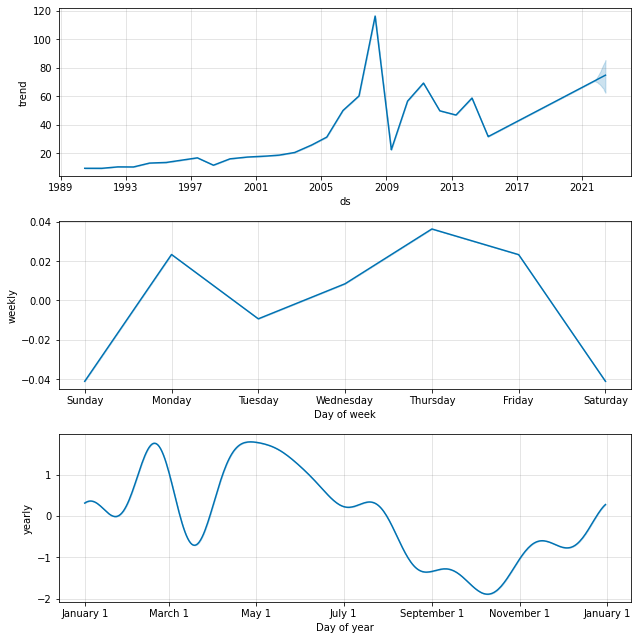 120
100
80
60
40
20
trend
1989 1993 1997 2001 2005 2009 2013 2017 2021
ds
0.04
0.02
0.00
−0.02
−0.04
weekly
Sunday Monday Tuesday Wednesday Thursday Friday Saturday
Day of week
1
0
−1
−2
yearly
January 1 March 1 May 1 July 1 September 1 November 1 January 1
Day of year